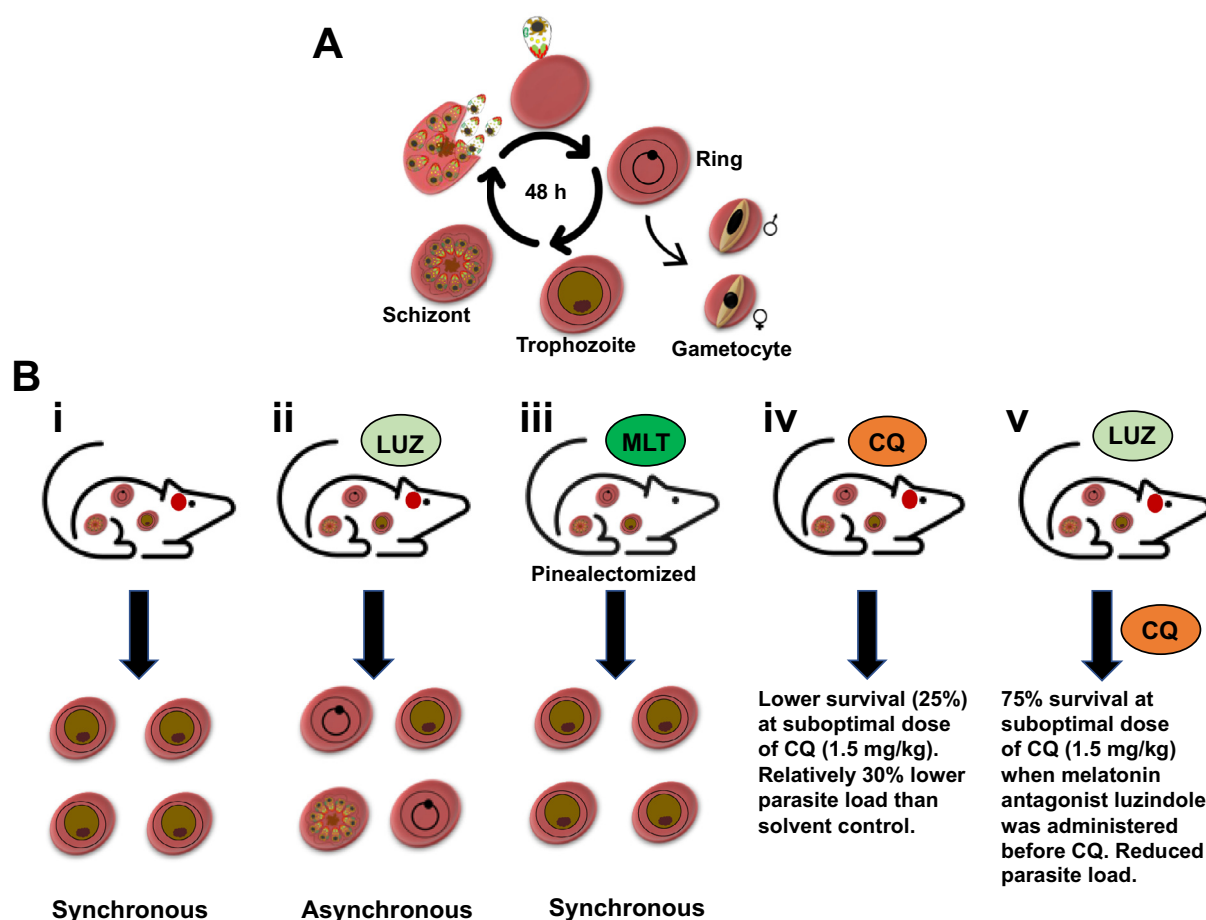 A
Ring
48 h
♂
Schizont
♀
Trophozoite
Gametocyte
B
i
ii
iii
iv
v
LUZ
MLT
CQ
LUZ
Pinealectomized
CQ
Lower survival (25%)
at suboptimal dose
of CQ (1.5 mg/kg).
Relatively 30% lower
parasite load than
solvent control.
75% survival at
suboptimal dose
of CQ (1.5 mg/kg)
when melatonin
antagonist luzindole
was administered
before CQ. Reduced
parasite load.
Synchronous
Asynchronous
Synchronous